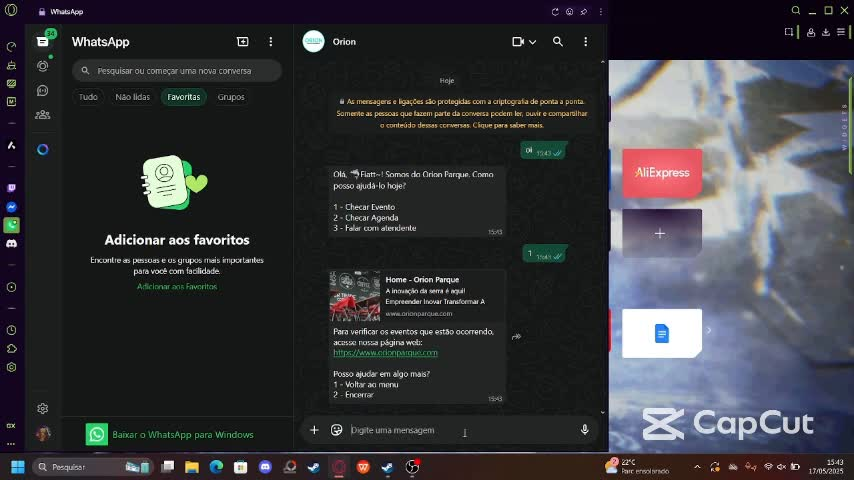 WhatsApp
34
WhatsApp
Pesquisar ou começar uma nova conversa
Tudo
Não lidas
Favoritas
Grupos
Adicionar aos favoritos
Encontre as pessoas e os grupos mais importantes
para você com facilidade.
Adicionar aos Favoritos
Baixar o WhatsApp para Windows
Orion
Hoje
As mensagens e ligações são protegidas com a criptografia de ponta a ponta.
Somente as pessoas que fazem parte da conversa podem ler, ouvir e compartilhar
o conteúdo dessas conversas. Clique para saber mais.
oi 15:43
Olá, Fiatt~! Somos do Orion Parque. Como
posso ajudá-lo hoje?
1 - Checar Evento
2 - Checar Agenda
3 - Falar com atendente
15:43
1 15:43
Home - Orion Parque
A inovação da serra é aqui!
Empreender Inovar Transformar A
www.orionparque.com
Para verificar os eventos que estão ocorrendo,
acesse nossa página web:
https://www.orionparque.com
Posso ajudar em algo mais?
1 - Voltar ao menu
2 - Encerrar
15:43
Digite uma mensagem
WIDGETS
AliExpress
CapCut
Pesquisar
22°C
Parc ensolarado
15:43
17/05/2025